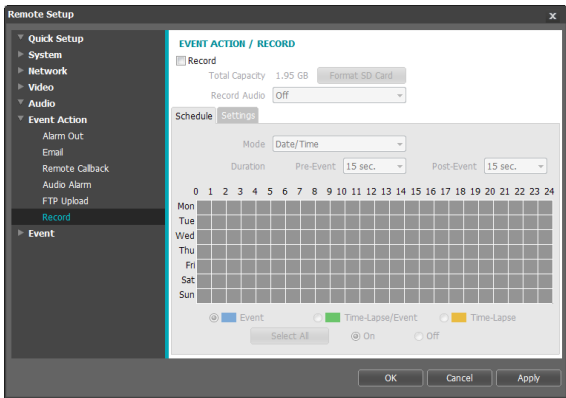 Remote Setup
x
Quick Setup
System
Network
Video
Audio
Event Action
Alarm Out
Email
Remote Callback
Audio Alarm
FTP Upload
Record
Event
EVENT ACTION / RECORD
Record
Total Capacity 1.95 GB Format SD Card
Record Audio Off
Schedule Settings
Mode Date/Time
Duration Pre-Event 15 sec. Post-Event 15 sec.
0 1 2 3 4 5 6 7 8 9 10 11 12 13 14 15 16 17 18 19 20 21 22 23 24
Mon
Tue
Wed
Thu
Fri
Sat
Sun
Event Time-Lapse/Event Time-Lapse
Select All On Off
OK Cancel Apply